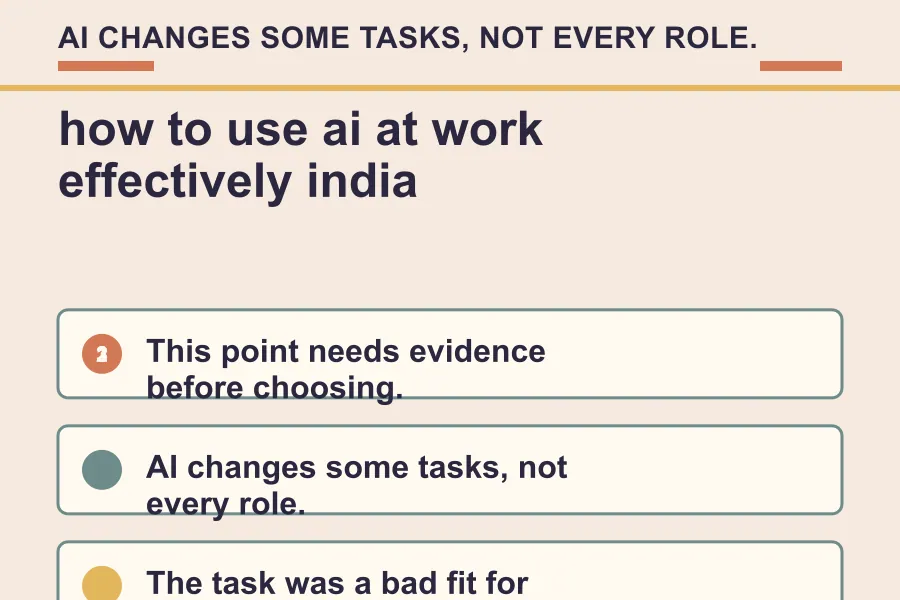 AI CHANGES SOME TASKS, NOT EVERY ROLE.
how to use ai at work
effectively india
This point needs evidence
before choosing.
AI changes some tasks, not
every role.
The task was a bad fit for